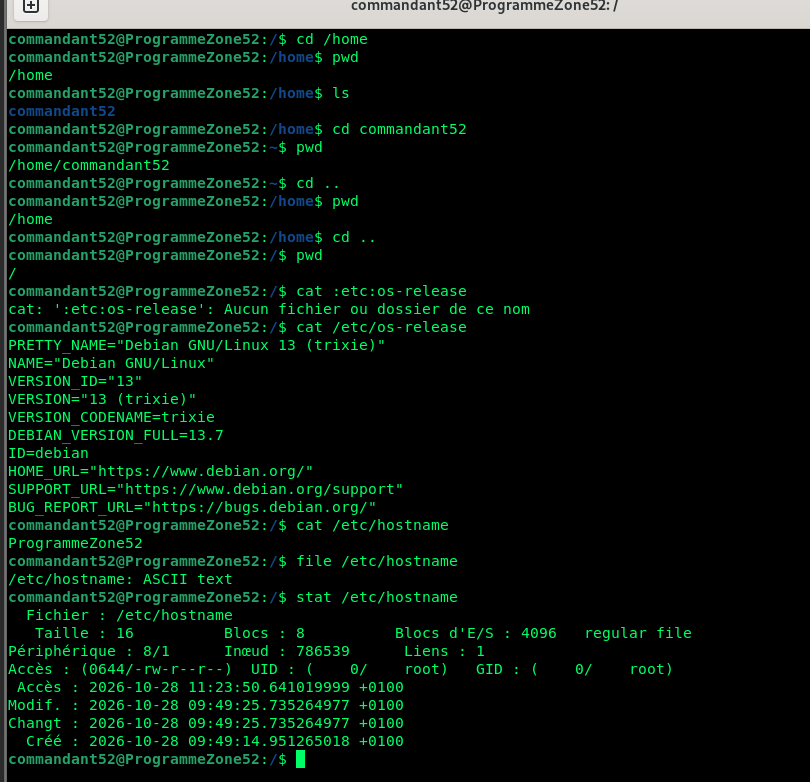 commandant52@ProgrammeZone52: /
commandant52@ProgrammeZone52:/$ cd /home
commandant52@ProgrammeZone52:/home$ pwd
/home
commandant52@ProgrammeZone52:/home$ ls
commandant52
commandant52@ProgrammeZone52:/home$ cd commandant52
commandant52@ProgrammeZone52:~$ pwd
/home/commandant52
commandant52@ProgrammeZone52:~$ cd ..
commandant52@ProgrammeZone52:/home$ pwd
/home
commandant52@ProgrammeZone52:/home$ cd ..
commandant52@ProgrammeZone52:/$ pwd
/
commandant52@ProgrammeZone52:/$ cat :etc:os-release
cat: ':etc:os-release': Aucun fichier ou dossier de ce nom
commandant52@ProgrammeZone52:/$ cat /etc/os-release
PRETTY_NAME="Debian GNU/Linux 13 (trixie)"
NAME="Debian GNU/Linux"
VERSION_ID="13"
VERSION="13 (trixie)"
VERSION_CODENAME=trixie
DEBIAN_VERSION_FULL=13.7
ID=debian
HOME_URL="https://www.debian.org/"
SUPPORT_URL="https://www.debian.org/support"
BUG_REPORT_URL="https://bugs.debian.org/"
commandant52@ProgrammeZone52:/$ cat /etc/hostname
ProgrammeZone52
commandant52@ProgrammeZone52:/$ file /etc/hostname
/etc/hostname: ASCII text
commandant52@ProgrammeZone52:/$ stat /etc/hostname
  Fichier : /etc/hostname
   Taille : 16          Blocs : 8          Blocs d'E/S : 4096   regular file
Périphérique : 8/1      Inœud : 786539      Liens : 1
Accès : (0644/-rw-r--r--)  UID : (    0/    root)   GID : (    0/    root)
 Accès : 2026-10-28 11:23:50.641019999 +0100
Modif. : 2026-10-28 09:49:25.735264977 +0100
Changt : 2026-10-28 09:49:25.735264977 +0100
  Créé : 2026-10-28 09:49:14.951265018 +0100
commandant52@ProgrammeZone52:/$